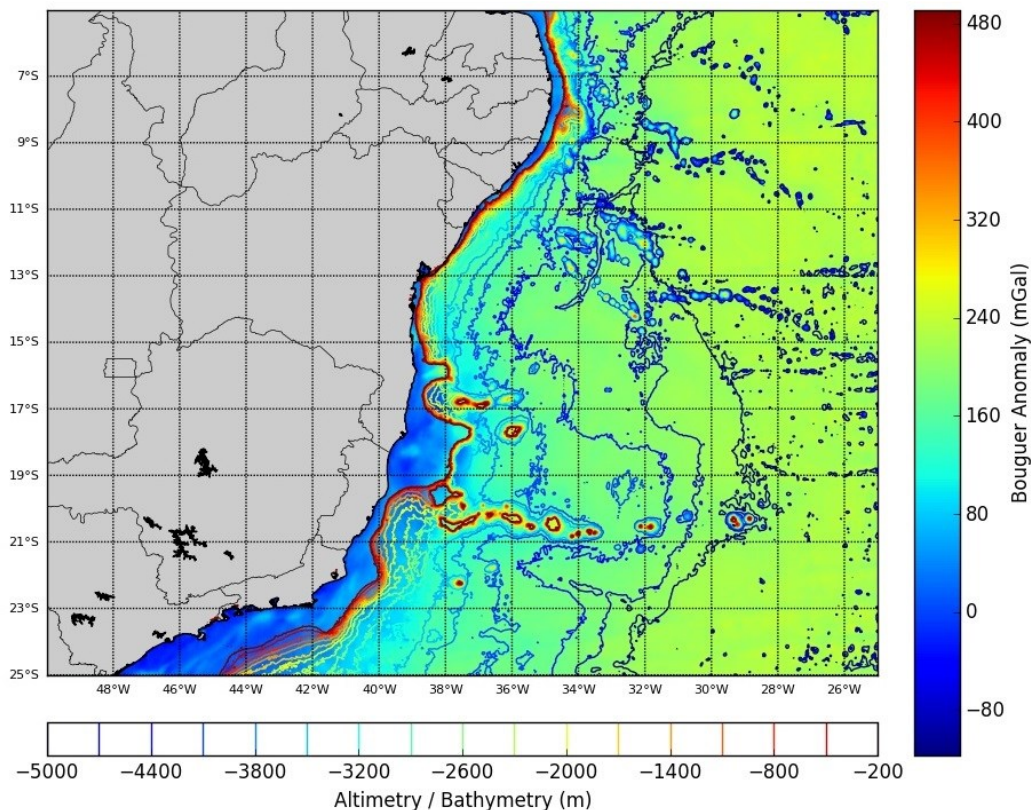 7°S
9°S
11°S
13°S
15°S
17°S
19°S
21°S
23°S
25°S
48°W 46°W 44°W 42°W 40°W 38°W 36°W 34°W 32°W 30°W 28°W 26°W
480
400
320
240
160
80
0
−80
Bouguer Anomaly (mGal)
−5000 −4400 −3800 −3200 −2600 −2000 −1400 −800 −200
Altimetry / Bathymetry (m)